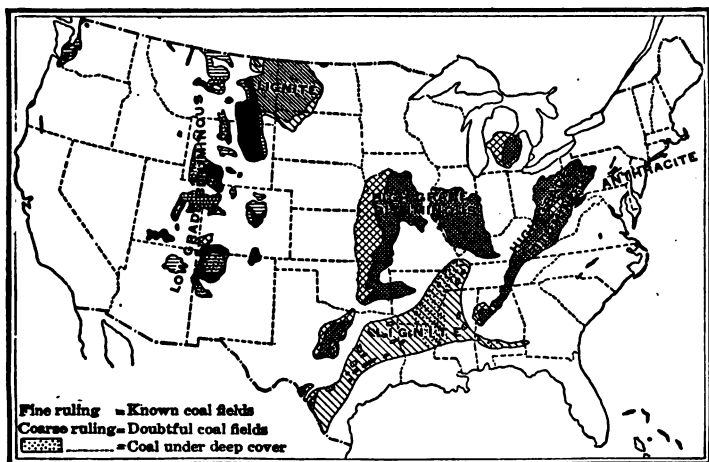 LIGNITE
LOW GRADE BITUMINOUS
ANTHRACITE
LIGNITE
Fine ruling = Known coal fields
Coarse ruling = Doubtful coal fields
= Coal under deep cover